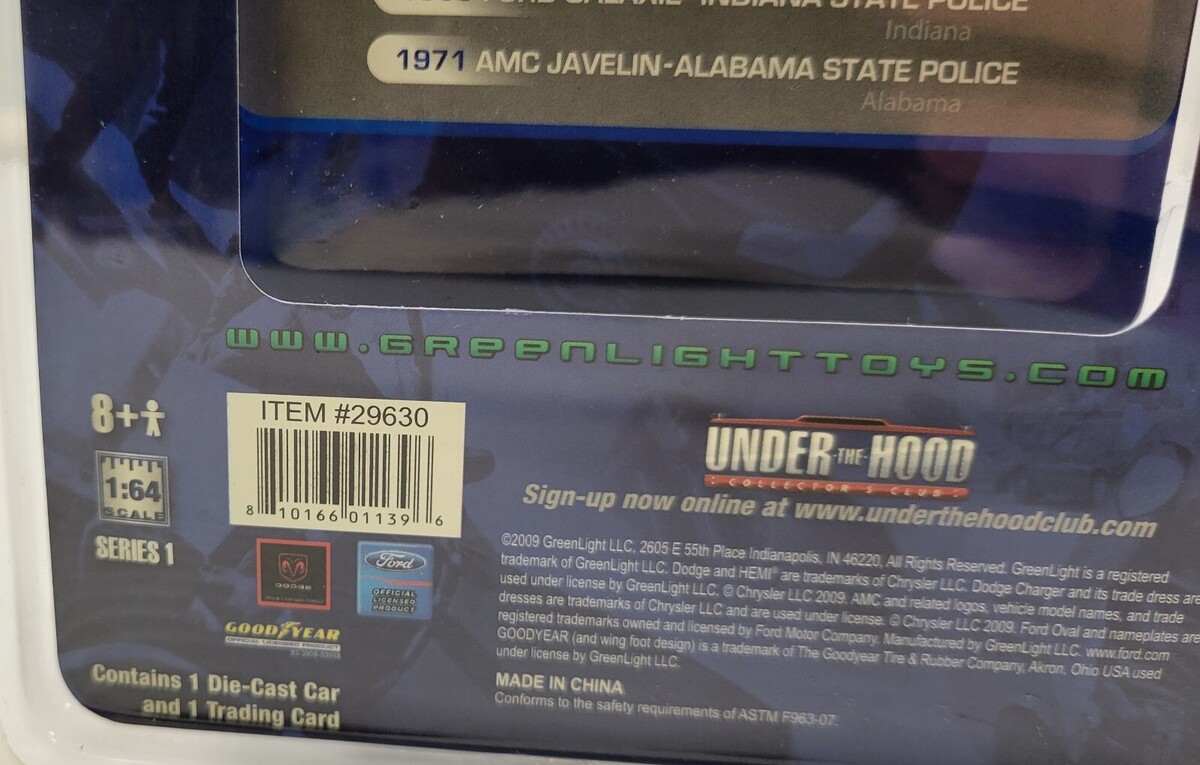 FORD GALAXIE-INDIANA STATE POLICE
Indiana
1971 AMC JAVELIN-ALABAMA STATE POLICE
Alabama
www.GREENLIGHTTOYS.com
8+
ITEM #29630
8 10166 01139 6
1:64
SCALE
SERIES 1
DODGE
Ford
OFFICIAL
LICENSED
PRODUCT
GOODYEAR
OFFICIAL LICENSED PRODUCT
Contains 1 Die-Cast Car
and 1 Trading Card
UNDER-THE-HOOD
COLLECTOR'S CLUB
Sign-up now online at www.underthehoodclub.com
©2009 GreenLight LLC, 2605 E 55th Place Indianapolis, IN 46220, All Rights Reserved. GreenLight is a registered
trademark of GreenLight LLC. Dodge and HEMI® are trademarks of Chrysler LLC. Dodge Charger and its trade dress are
used under license by GreenLight LLC. © Chrysler LLC 2009. AMC and related logos, vehicle model names, and trade
dresses are trademarks of Chrysler LLC and are used under license. © Chrysler LLC 2009. Ford Oval and nameplates are
registered trademarks owned and licensed by Ford Motor Company. Manufactured by GreenLight LLC. www.ford.com
GOODYEAR (and wing foot design) is a trademark of The Goodyear Tire & Rubber Company, Akron, Ohio USA used
under license by GreenLight LLC.
MADE IN CHINA
Conforms to the safety requirements of ASTM F963-07.